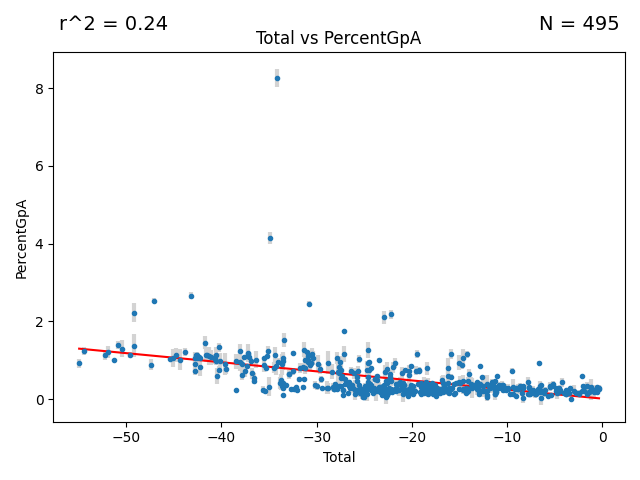 r^2 = 0.24
N = 495
Total vs PercentGpA
PercentGpA
8
6
4
2
0
−50
−40
−30
−20
−10
0
Total